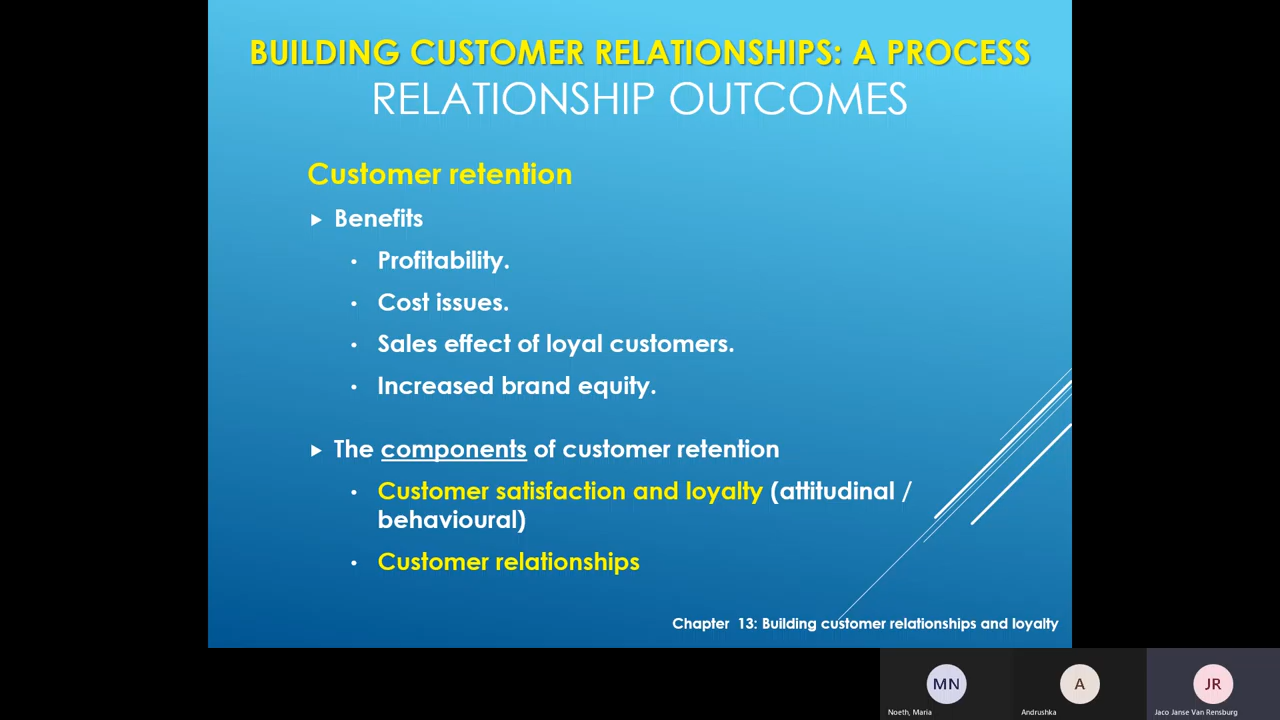 BUILDING CUSTOMER RELATIONSHIPS: A PROCESS
RELATIONSHIP OUTCOMES
Customer retention
Benefits
Profitability.
Cost issues.
Sales effect of loyal customers.
Increased brand equity.
The components of customer retention
Customer satisfaction and loyalty (attitudinal /
behavioural)
Customer relationships
Chapter 13: Building customer relationships and loyalty
MN
A
JR
Noeth, Maria
Andrushka
Jaco Janse Van Rensburg